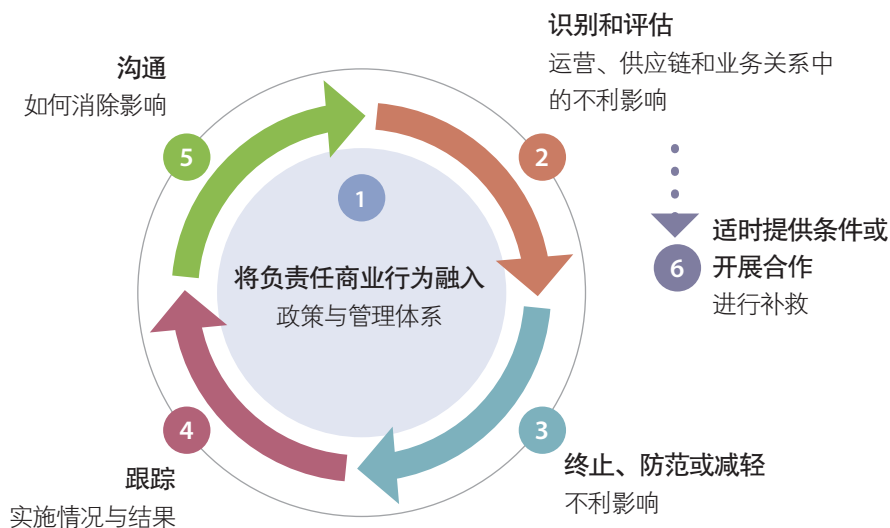 1
将负责任商业行为融入
政策与管理体系
2
识别和评估
运营、供应链和业务关系中
的不利影响
3
终止、防范或减轻
不利影响
4
跟踪
实施情况与结果
5
沟通
如何消除影响
6
适时提供条件或
开展合作
进行补救